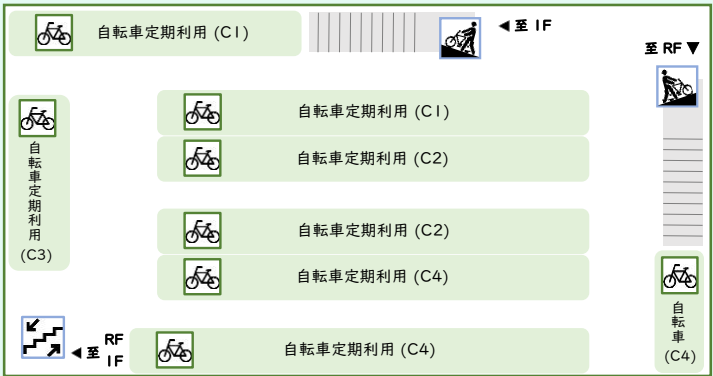 自転車定期利用 (C1)
◀至 1F
至 RF▼
自転車定期利用 (C1)
自転車定期利用 (C2)
自転車定期利用
(C3)
自転車定期利用 (C2)
自転車定期利用 (C4)
自転車
(C4)
◀至 RF
1F
自転車定期利用 (C4)